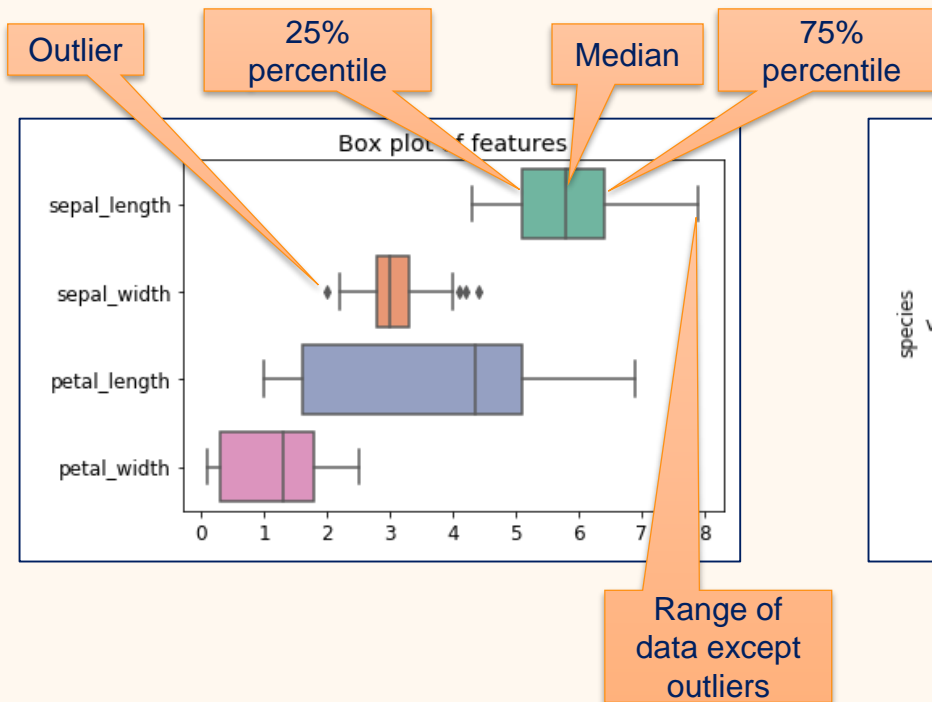 Outlier
25%
percentile
Median
75%
percentile
Box plot of features
sepal_length
sepal_width
petal_length
petal_width
0 1 2 3 4 5 6 7 8
Range of
data except
outliers
species